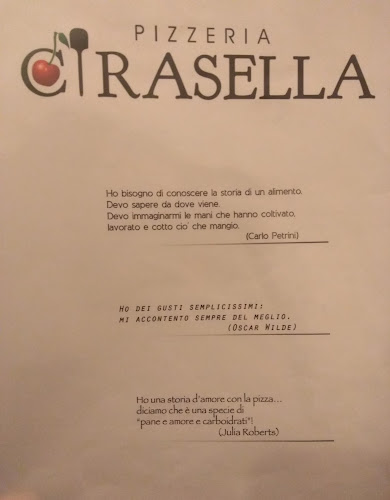 PIZZERIA
CIRASELLA
Ho bisogno di conoscere la storia di un alimento.
Devo sapere da dove viene.
Devo immaginarmi le mani che hanno coltivato,
lavorato e cotto cio' che mangio.
(Carlo Petrini)
HO DEI GUSTI SEMPLICISSIMI:
MI ACCONTENTO SEMPRE DEL MEGLIO.
(OSCAR WILDE)
Ho una storia d'amore con la pizza...
diciamo che è una specie di
"pane e amore e carboidrati"!
(Julia Roberts)